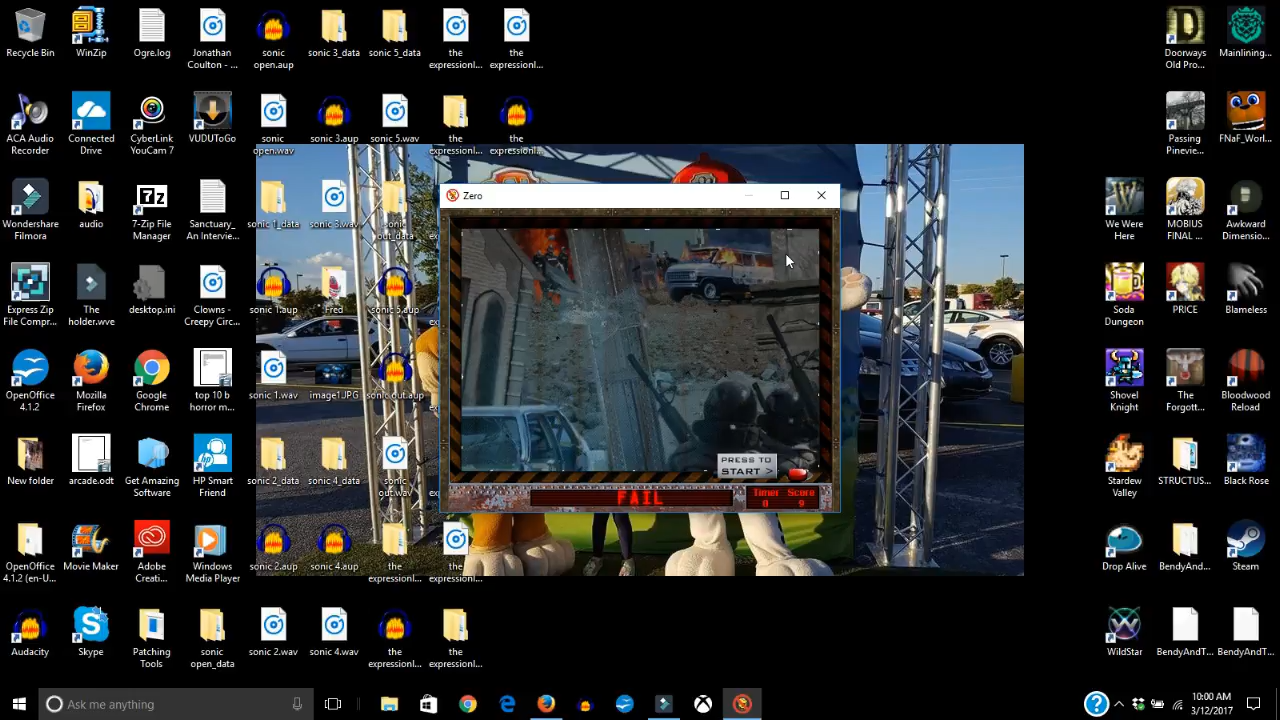 Recycle Bin
WinZip
Ogre.log
Jonathan
Coulton - ...
sonic
open.aup
sonic 3_data
sonic 5_data
the
expressionl...
the
expressionl...
Doorways
Old Pro...
Mainlining...
ACA Audio
Recorder
Connected
Drive
CyberLink
YouCam 7
VUDUToGo
sonic
open.wav
sonic 3.aup
sonic 5.wav
the
expressionl...
the
expressionl...
Passing
Pinevie...
FNaF_Worl...
Wondershare
Filmora
audio
7-Zip File
Manager
Sanctuary_
An Intervie...
sonic 1_data
sonic 3.wav
sonic
out_data
We Were
Here
MOBIUS
FINAL ...
Awkward
Dimensio...
Zero
Express Zip
File Compr...
The
holder.wve
desktop.ini
Clowns -
Creepy Circ...
sonic 1.aup
.Fred
sonic 5.aup
Soda
Dungeon
PRICE
Blameless
OpenOffice
4.1.2
Mozilla
Firefox
Google
Chrome
top 10 b
horror m...
sonic 1.wav
image1.JPG
sonic out.aup
Shovel
Knight
The
Forgott...
Bloodwood
Reload
New folder
arcade.odt
Get Amazing
Software
HP Smart
Friend
sonic 2_data
sonic 4_data
sonic
out.wav
Stardew
Valley
STRUCTUS...
Black Rose
PRESS TO
START >
FAIL
Timer Score
0 9
OpenOffice
4.1.2 (en-U...
Movie Maker
Adobe
Creati...
Windows
Media Player
sonic 2.aup
sonic 4.aup
the
expressionl...
the
expressionl...
Drop Alive
BendyAnd...
Steam
Audacity
Skype
Patching
Tools
sonic
open_data
sonic 2.wav
sonic 4.wav
the
expressionl...
the
expressionl...
WildStar
BendyAndT...
BendyAndT...
Ask me anything
10:00 AM
3/12/2017